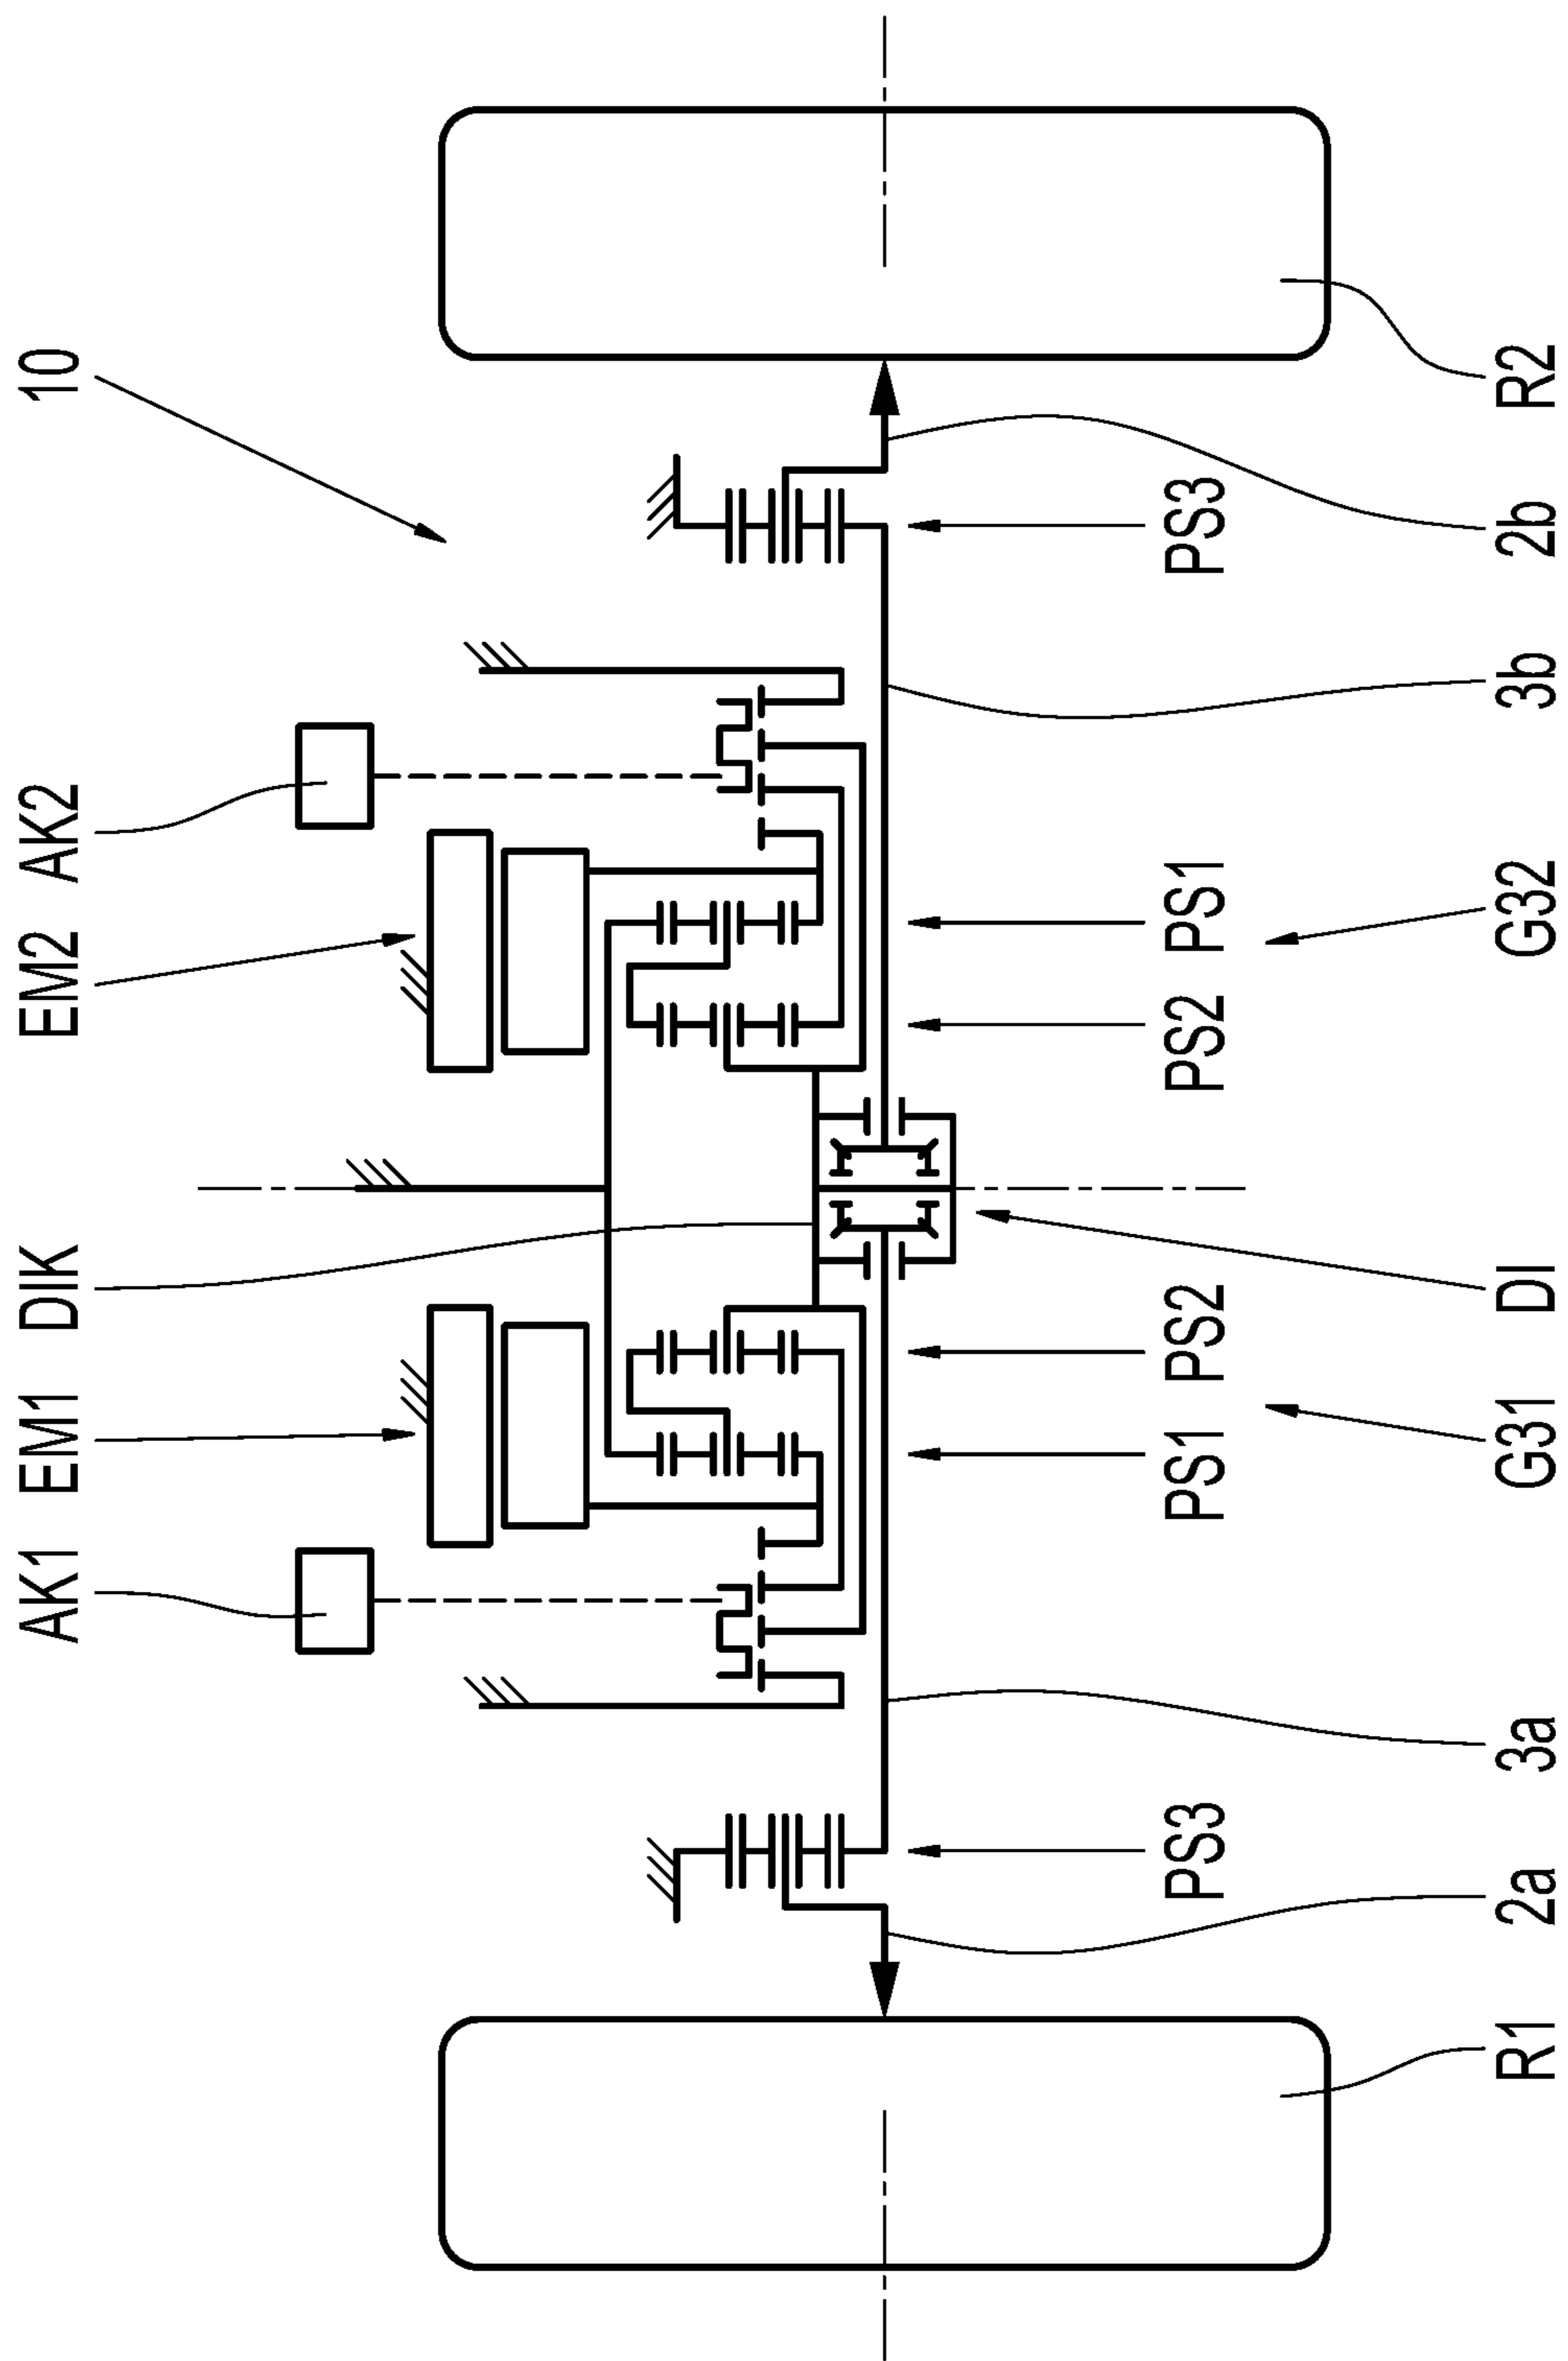 AK1 EM1 DIK EM2 AK2 10
PS3 PS1 PS2 PS2 PS1 PS3
R1 2a 3a G31 DI G32 3b 2b R2